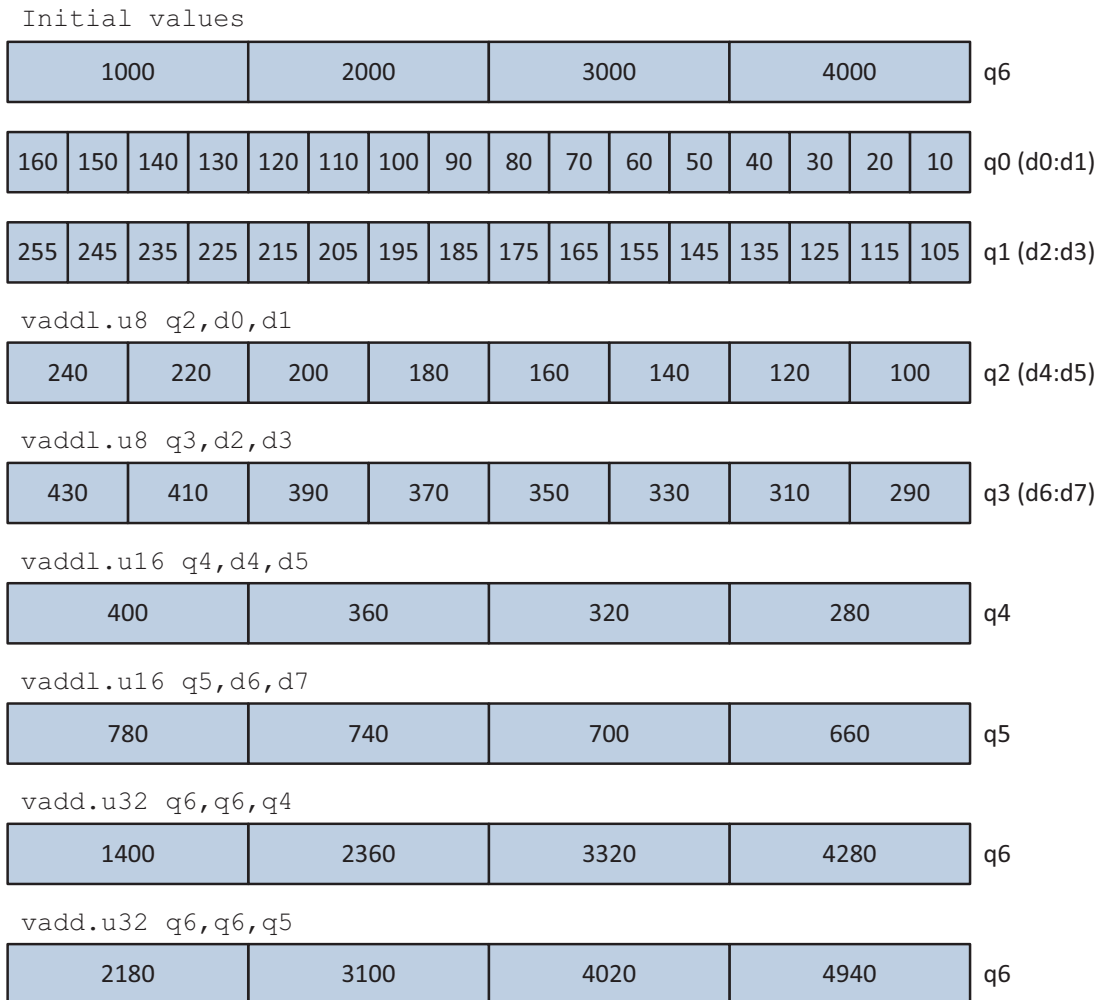 Initial values
1000 2000 3000 4000 q6
160 150 140 130 120 110 100 90 80 70 60 50 40 30 20 10 q0 (d0:d1)
255 245 235 225 215 205 195 185 175 165 155 145 135 125 115 105 q1 (d2:d3)
vaddl.u8 q2,d0,d1
240 220 200 180 160 140 120 100 q2 (d4:d5)
vaddl.u8 q3,d2,d3
430 410 390 370 350 330 310 290 q3 (d6:d7)
vaddl.u16 q4,d4,d5
400 360 320 280 q4
vaddl.u16 q5,d6,d7
780 740 700 660 q5
vadd.u32 q6,q6,q4
1400 2360 3320 4280 q6
vadd.u32 q6,q6,q5
2180 3100 4020 4940 q6